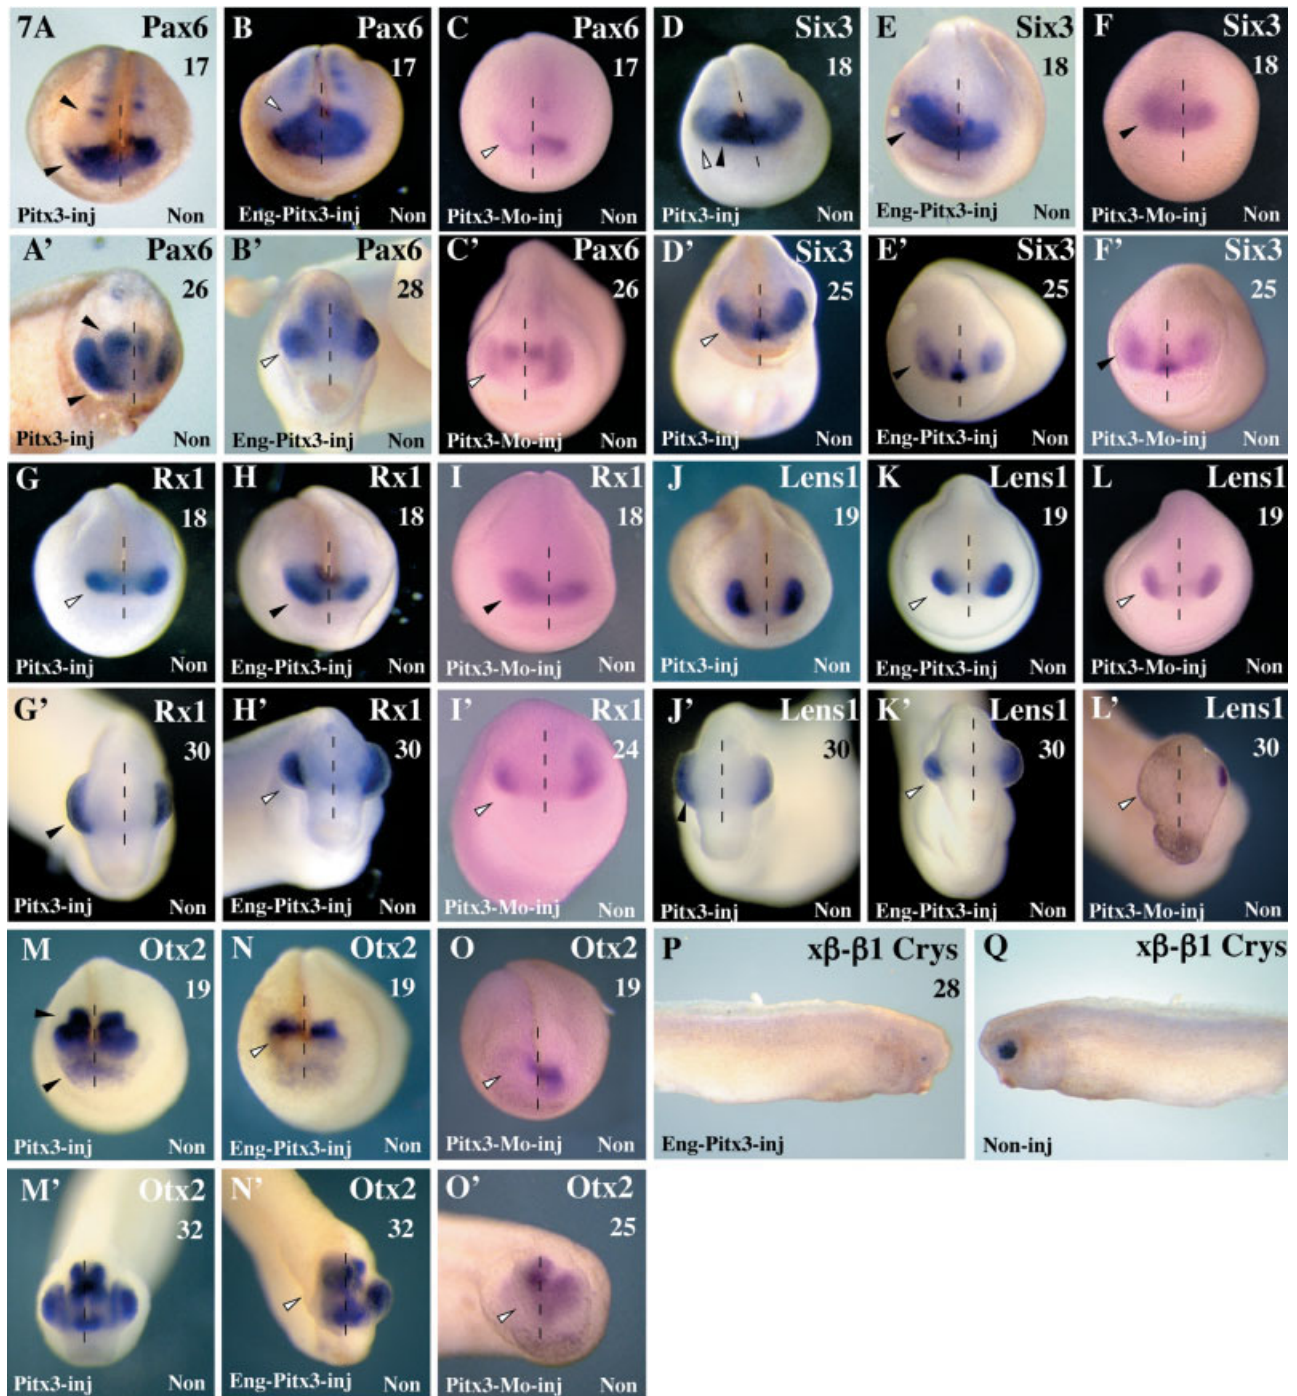 7A Pax6
17
Pitx3-inj Non
B Pax6
17
Eng-Pitx3-inj Non
C Pax6
17
Pitx3-Mo-inj Non
D Six3
18
Pitx3-inj Non
E Six3
18
Eng-Pitx3-inj Non
F Six3
18
Pitx3-Mo-inj Non
A’ Pax6
26
Pitx3-inj Non
B’ Pax6
28
Eng-Pitx3-inj Non
C’ Pax6
26
Pitx3-Mo-inj Non
D’ Six3
25
Pitx3-inj Non
E’ Six3
25
Eng-Pitx3-inj Non
F’ Six3
25
Pitx3-Mo-inj Non
G Rx1
18
Pitx3-inj Non
H Rx1
18
Eng-Pitx3-inj Non
I Rx1
18
Pitx3-Mo-inj Non
J Lens1
19
Pitx3-inj Non
K Lens1
19
Eng-Pitx3-inj Non
L Lens1
19
Pitx3-Mo-inj Non
G’ Rx1
30
Pitx3-inj Non
H’ Rx1
30
Eng-Pitx3-inj Non
I’ Rx1
24
Pitx3-Mo-inj Non
J’ Lens1
30
Pitx3-inj Non
K’ Lens1
30
Eng-Pitx3-inj Non
L’ Lens1
30
Pitx3-Mo-inj Non
M Otx2
19
Pitx3-inj Non
N Otx2
19
Eng-Pitx3-inj Non
O Otx2
19
Pitx3-Mo-inj Non
P xβ-β1 Crys
28
Eng-Pitx3-inj
Q xβ-β1 Crys
Non-inj
M’ Otx2
32
Pitx3-inj Non
N’ Otx2
32
Eng-Pitx3-inj Non
O’ Otx2
25
Pitx3-Mo-inj Non